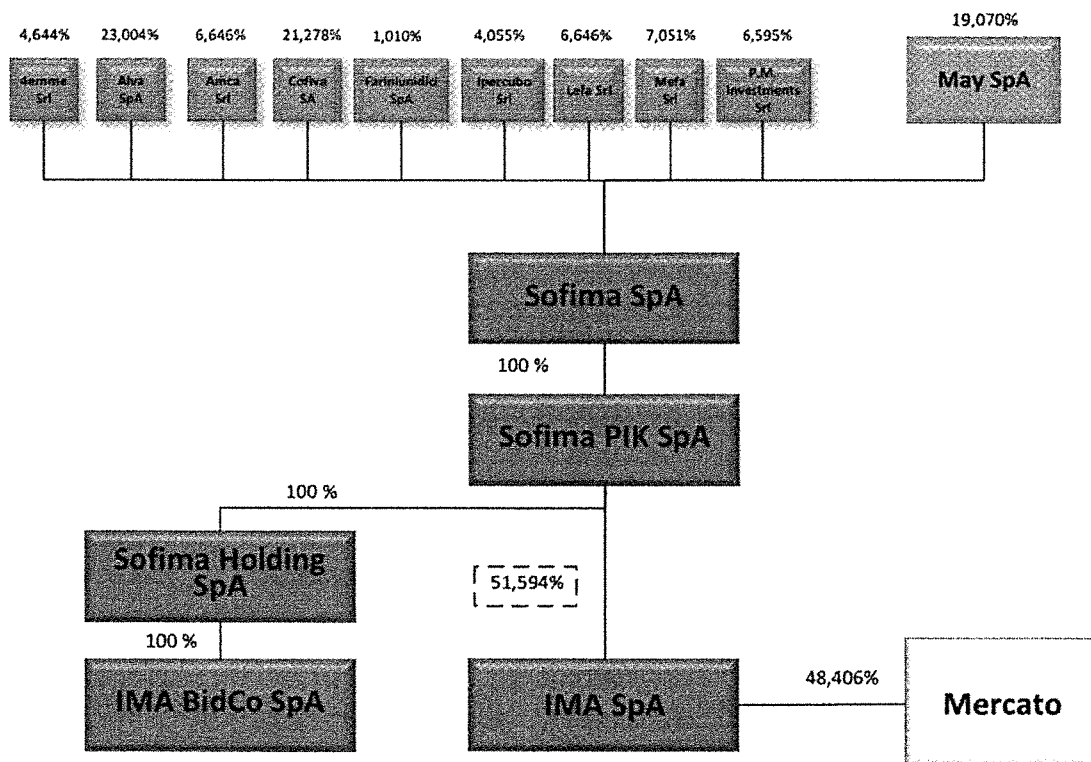 4,644% 23,004% 6,646% 21,278% 1,010% 4,055% 6,646% 7,051% 6,595% 19,070%
4emme Srl
Alva SpA
Amca Srl
Cofiva SA
Fariniundici SpA
Ipercubo Srl
Lefa Srl
Mefa Srl
P.M. Investments Srl
May SpA
Sofima SpA
100 %
Sofima PIK SpA
100 %
Sofima Holding
SpA
51,594%
100 %
IMA BidCo SpA
IMA SpA
48,406%
Mercato